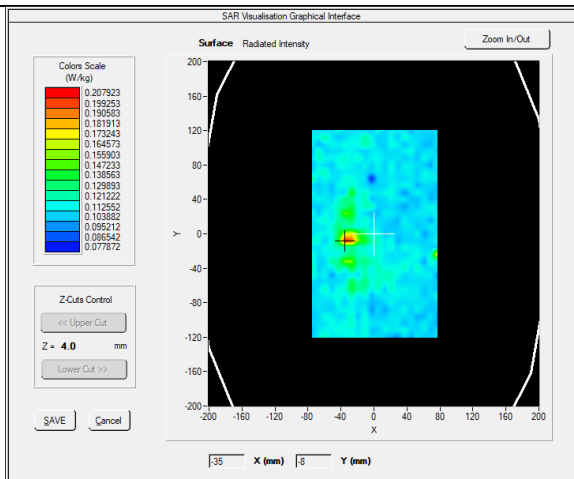 SAR Visualisation Graphical Interface
Surface Radiated Intensity
Zoom In/Out
Colors Scale
(W/kg)
0.207923
0.199253
0.190583
0.181913
0.173243
0.164573
0.155903
0.147233
0.138563
0.129893
0.121222
0.112552
0.103882
0.095212
0.086542
0.077872
Z-Cuts Control
<< Upper Cut
Z = 4.0 mm
Lower Cut >>
SAVE Cancel
200
160
120
80
40
0
-40
-80
-120
-160
-200
Y
-200 -160 -120 -80 -40 0 40 80 120 160 200
X
-35 X (mm) -8 Y (mm)